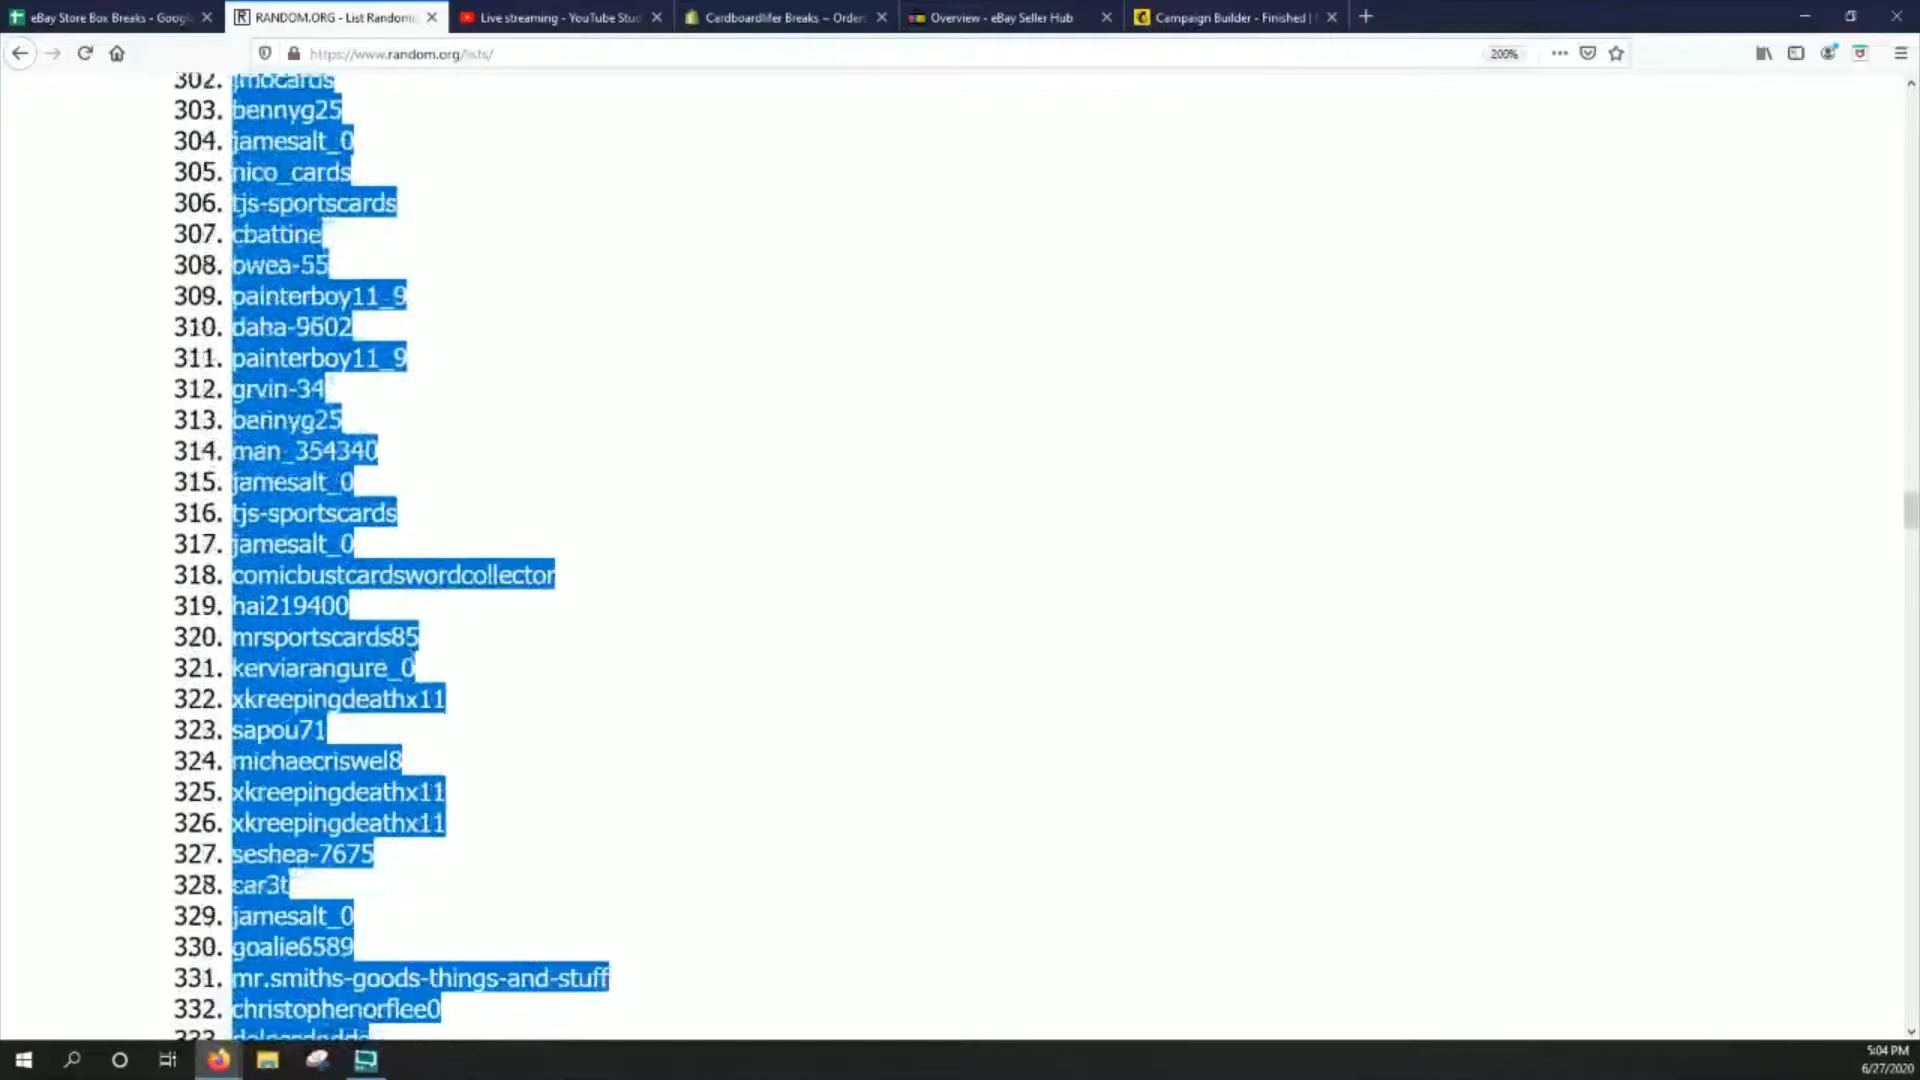 eBay Store Box Breaks - Googl
RANDOM.ORG - List Randomi
Live streaming - YouTube Stud
Cardboardlifer Breaks – Order
Overview - eBay Seller Hub
Campaign Builder - Finished |
https://www.random.org/lists/
200%
302.
303. bennyg25
304. jamesalt_0
305. nico_cards
306. tjs-sportscards
307. cbattine
308. owea-55
309. painterboy11_9
310. daha-9602
311. painterboy11_9
312. grvin-34
313. bennyg25
314. man_354340
315. jamesalt_0
316. tjs-sportscards
317. jamesalt_0
318. comicbustcardswordcollector
319. hai219400
320. mrsportscards85
321. kerviarangure_0
322. xkreepingdeathx11
323. sapou71
324. michaecriswel8
325. xkreepingdeathx11
326. xkreepingdeathx11
327. seshea-7675
328. car3t
329. jamesalt_0
330. goalie6589
331. mr.smiths-goods-things-and-stuff
332. christophenorflee0
333.
5:04 PM
6/27/2020